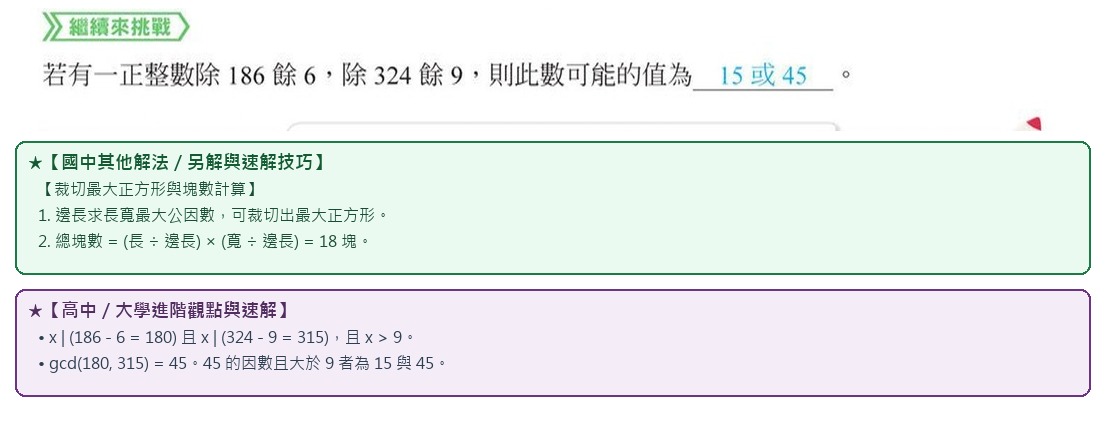 繼續來挑戰
若有一正整數除 186 餘 6，除 324 餘 9，則此數可能的值為 15 或 45 。
★【國中其他解法 / 另解與速解技巧】
【裁切最大正方形與塊數計算】
1. 邊長求長寬最大公因數，可裁切出最大正方形。
2. 總塊數 = (長 ÷ 邊長) × (寬 ÷ 邊長) = 18 塊。
★【高中 / 大學進階觀點與速解】
• x | (186 - 6 = 180) 且 x | (324 - 9 = 315)，且 x > 9。
• gcd(180, 315) = 45。45 的因數且大於 9 者為 15 與 45。